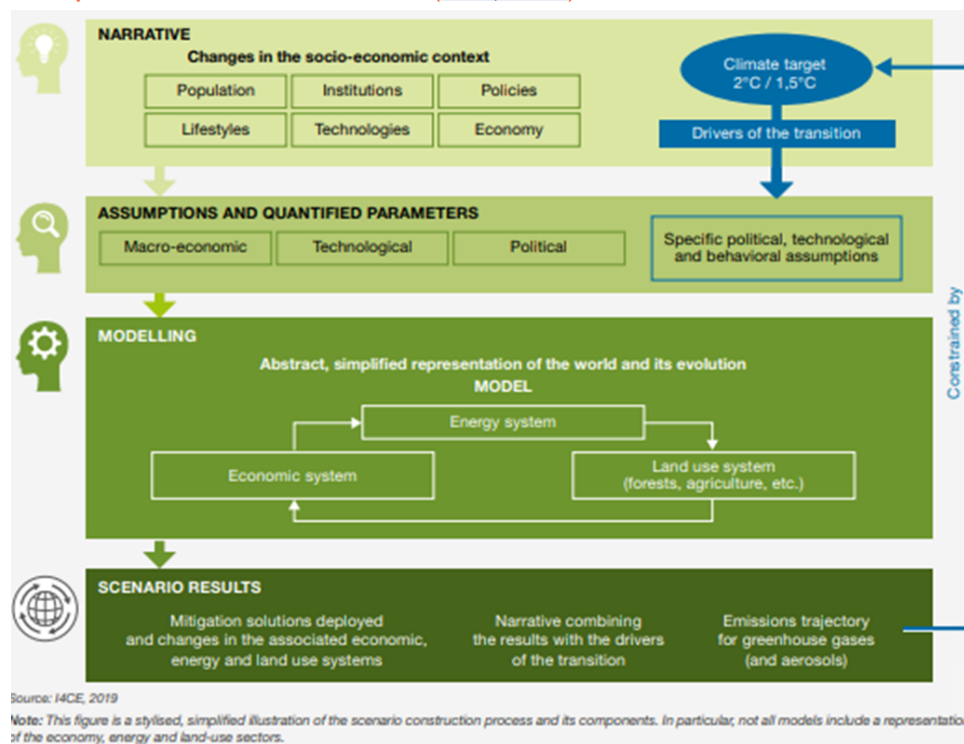 NARRATIVE
Changes in the socio-economic context
Population
Institutions
Policies
Lifestyles
Technologies
Economy
Climate target
2°C / 1,5°C
Drivers of the transition
ASSUMPTIONS AND QUANTIFIED PARAMETERS
Macro-economic
Technological
Political
Specific political, technological
and behavioral assumptions
Constrained by
MODELLING
Abstract, simplified representation of the world and its evolution
MODEL
Energy system
Economic system
Land use system
(forests, agriculture, etc.)
SCENARIO RESULTS
Mitigation solutions deployed
and changes in the associated economic,
energy and land use systems
Narrative combining
the results with the drivers
of the transition
Emissions trajectory
for greenhouse gases
(and aerosols)
Source: I4CE, 2019
Note: This figure is a stylised, simplified illustration of the scenario construction process and its components. In particular, not all models include a representatio
of the economy, energy and land-use sectors.